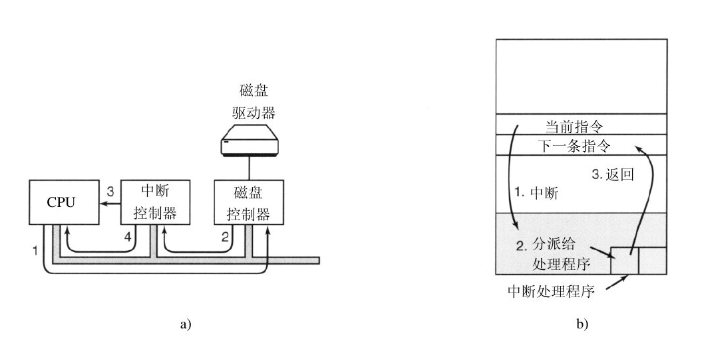 磁盘
驱动器
CPU
3
中断
控制器
磁盘
控制器
1
4
2
a)
当前指令
下一条指令
3.返回
1. 中断
2. 分派给
处理程序
中断处理程序
b)